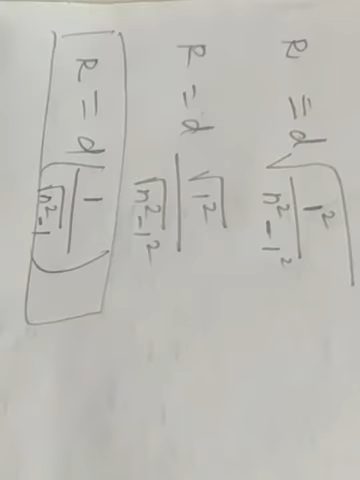 R = d √(1² / (n² - 1²))
R = d √1² / √(n² - 1²)
R = d (1 / √(n² - 1))